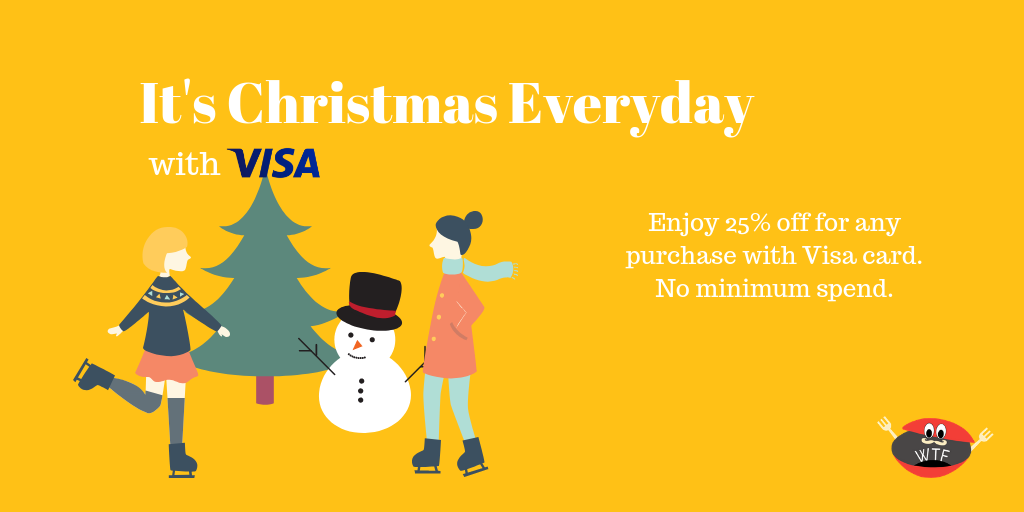 It's Christmas Everyday
with VISA
Enjoy 25% off for any
purchase with Visa card.
No minimum spend.
WTF